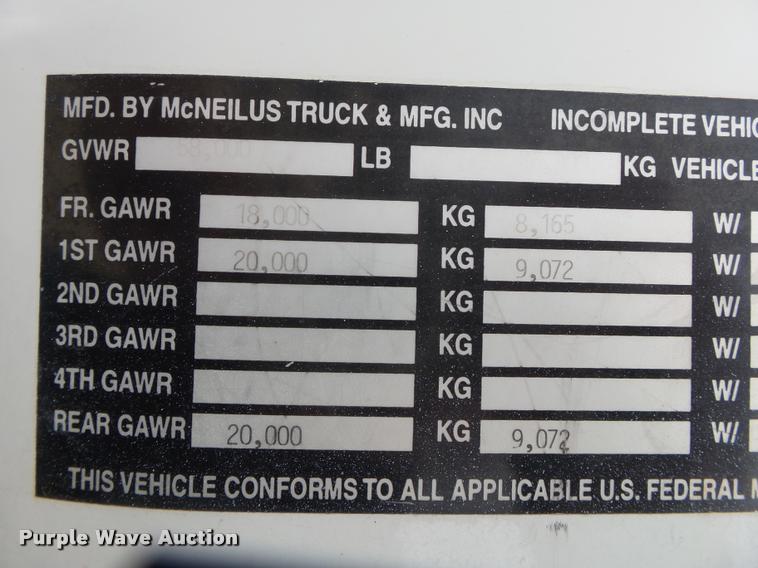 MFD. BY McNEILUS TRUCK & MFG. INC INCOMPLETE
GVWR 58,000 LB KG VEHICLE
FR. GAWR 18,000 KG 8,165 W/
1ST GAWR 20,000 KG 9,072 W/
2ND GAWR KG W/
3RD GAWR KG W/
4TH GAWR KG W/
REAR GAWR 20,000 KG 9,072 W/
THIS VEHICLE CONFORMS TO ALL APPLICABLE U.S. FEDERAL
Purple Wave Auction